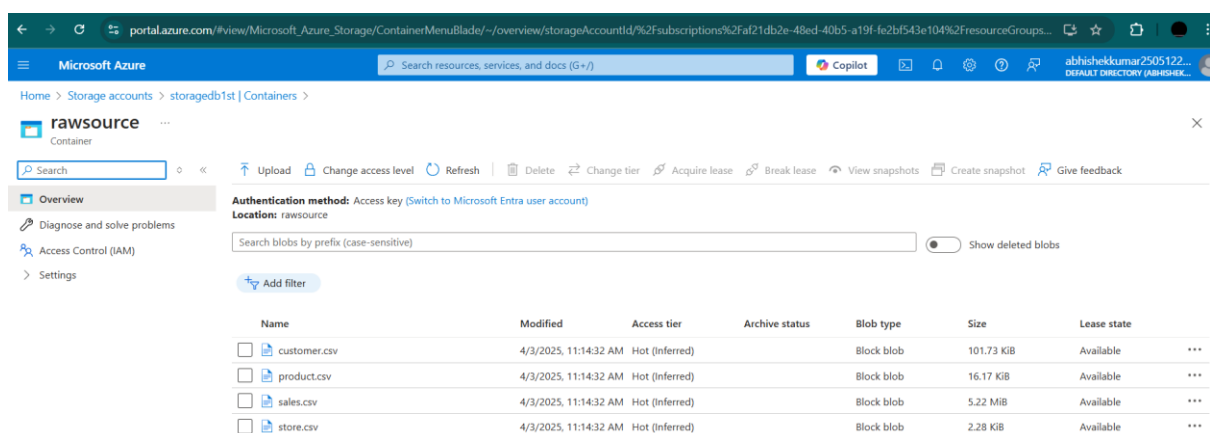 portal.azure.com/#view/Microsoft_Azure_Storage/ContainerMenuBlade/~/overview/storageAccountId/%2Fsubscriptions%2Faf21db2e-48ed-40b5-a19f-fe2bf543e104%2FresourceGroups...
Microsoft Azure
Search resources, services, and docs (G+/)
Copilot
abhishekkumar2505122...
DEFAULT DIRECTORY (ABHISHEK...
Home > Storage accounts > storagedb1st | Containers >
rawsource ...
Container
Search
Upload Change access level Refresh Delete Change tier Acquire lease Break lease View snapshots Create snapshot Give feedback
Overview
Diagnose and solve problems
Access Control (IAM)
Settings
Authentication method: Access key (Switch to Microsoft Entra user account)
Location: rawsource
Search blobs by prefix (case-sensitive)
Show deleted blobs
Add filter
Name Modified Access tier Archive status Blob type Size Lease state
customer.csv 4/3/2025, 11:14:32 AM Hot (Inferred) Block blob 101.73 KiB Available ...
product.csv 4/3/2025, 11:14:32 AM Hot (Inferred) Block blob 16.17 KiB Available ...
sales.csv 4/3/2025, 11:14:32 AM Hot (Inferred) Block blob 5.22 MiB Available ...
store.csv 4/3/2025, 11:14:32 AM Hot (Inferred) Block blob 2.28 KiB Available ...